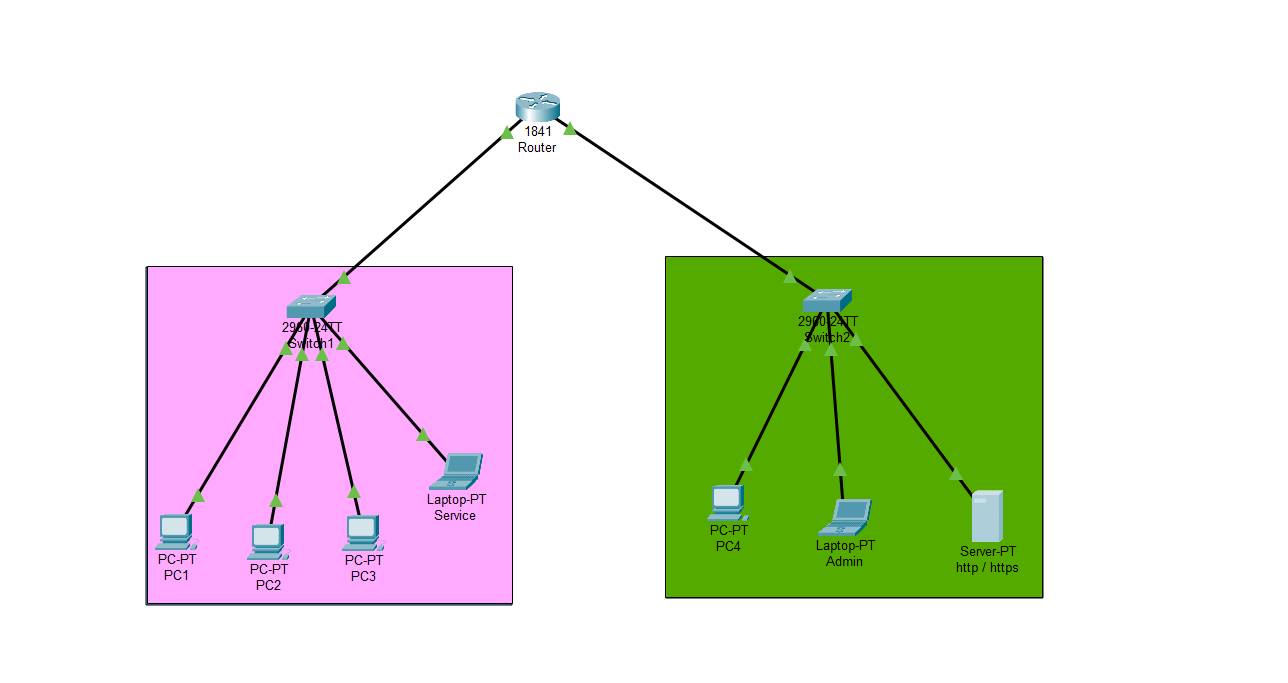 1841
Router
2960-24TT
Switch1
2960-24TT
Switch2
Laptop-PT
Service
PC-PT
PC1
PC-PT
PC2
PC-PT
PC3
PC-PT
PC4
Laptop-PT
Admin
Server-PT
http / https